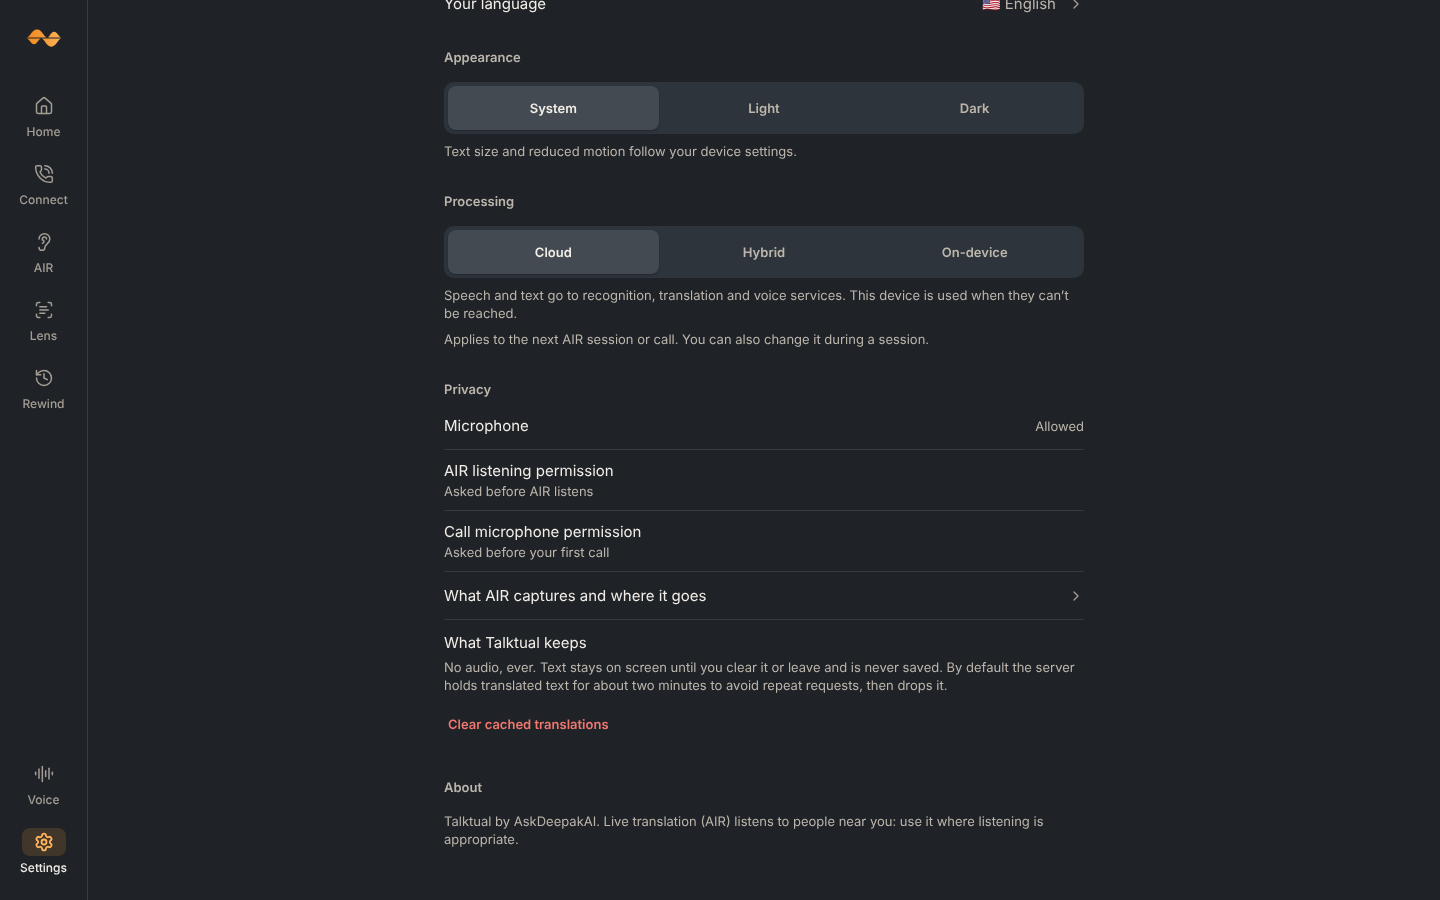 Your language
🇺🇸 English
Appearance
System
Light
Dark
Text size and reduced motion follow your device settings.
Processing
Cloud
Hybrid
On-device
Speech and text go to recognition, translation and voice services. This device is used when they can’t
be reached.
Applies to the next AIR session or call. You can also change it during a session.
Privacy
Microphone
Allowed
AIR listening permission
Asked before AIR listens
Call microphone permission
Asked before your first call
What AIR captures and where it goes
What Talktual keeps
No audio, ever. Text stays on screen until you clear it or leave and is never saved. By default the server
holds translated text for about two minutes to avoid repeat requests, then drops it.
Clear cached translations
About
Talktual by AskDeepakAI. Live translation (AIR) listens to people near you: use it where listening is
appropriate.
Home
Connect
AIR
Lens
Rewind
Voice
Settings